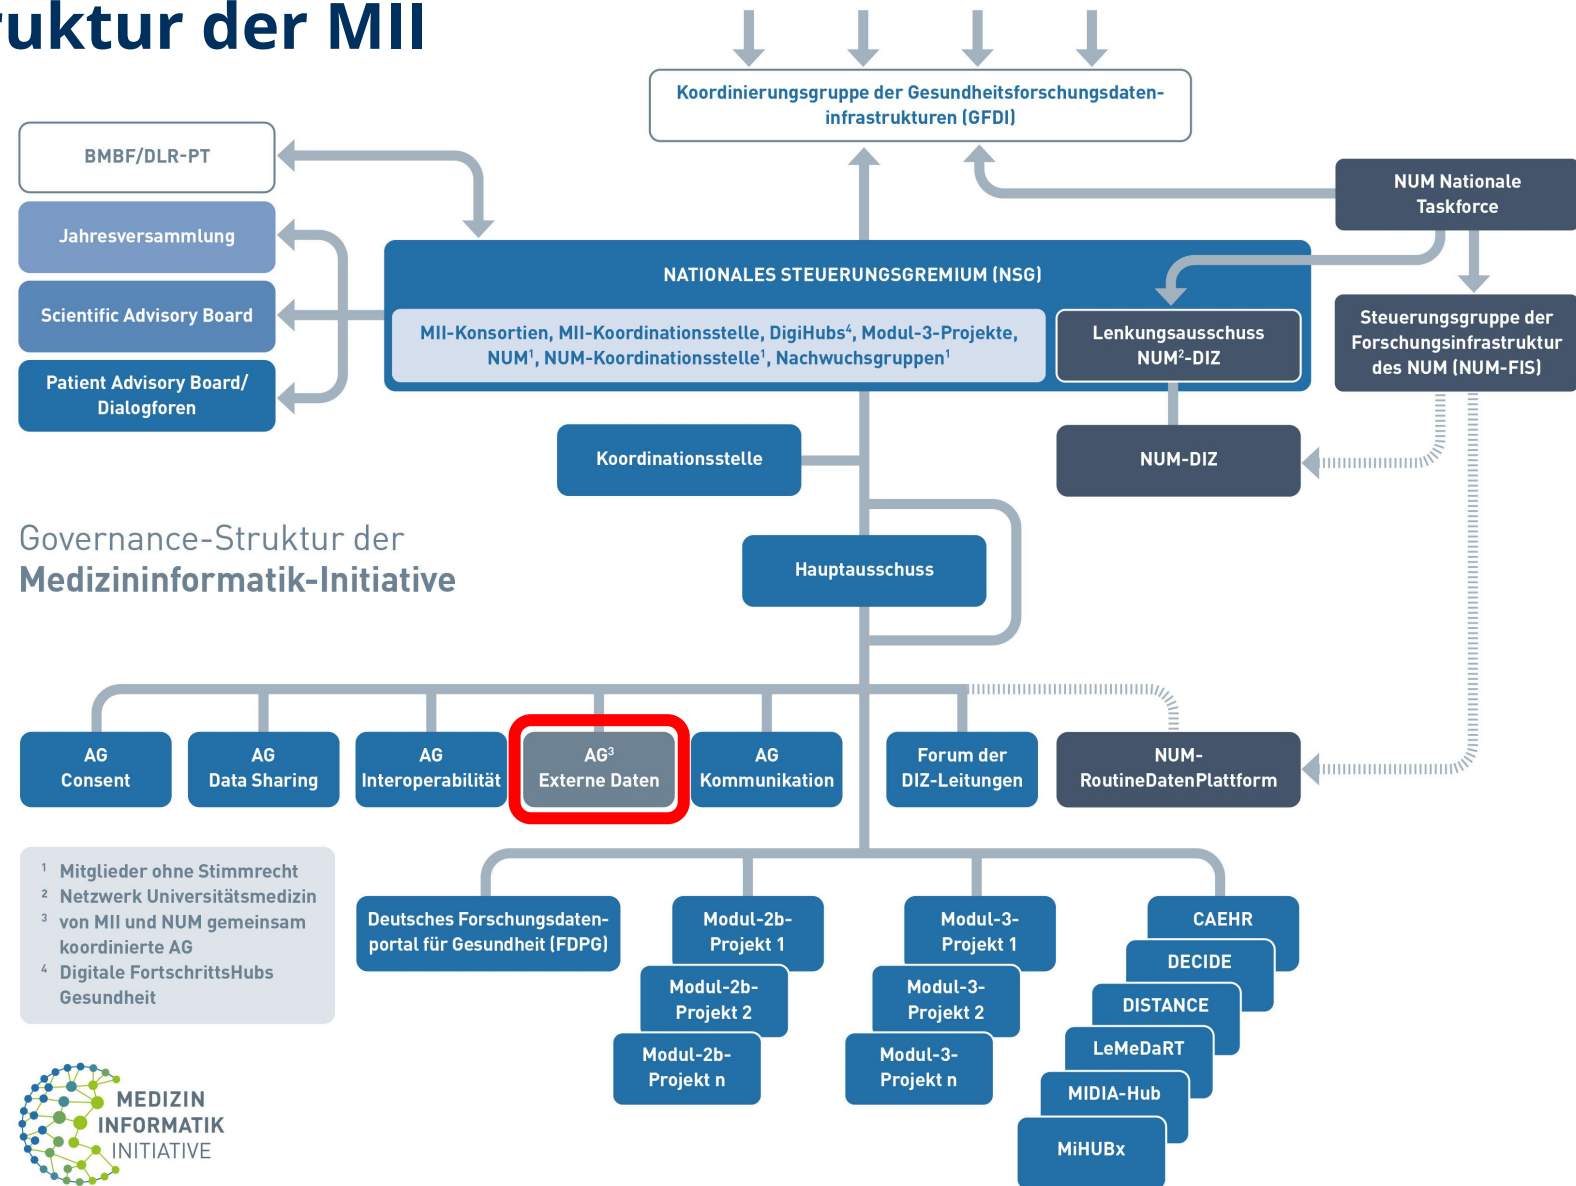 ruktur der MII
Koordinierungsgruppe der Gesundheitsforschungsdaten-
infrastrukturen (GFDI)
BMBF/DLR-PT
Jahresversammlung
Scientific Advisory Board
Patient Advisory Board/
Dialogforen
NUM Nationale
Taskforce
NATIONALES STEUERUNGSGREMIUM (NSG)
MII-Konsortien, MII-Koordinationsstelle, DigiHubs⁴, Modul-3-Projekte,
NUM¹, NUM-Koordinationsstelle¹, Nachwuchsgruppen¹
Lenkungsausschuss
NUM²-DIZ
Steuerungsgruppe der
Forschungsinfrastruktur
des NUM (NUM-FIS)
Koordinationsstelle
NUM-DIZ
Governance-Struktur der
Medizininformatik-Initiative
Hauptausschuss
AG
Consent
AG
Data Sharing
AG
Interoperabilität
AG³
Externe Daten
AG
Kommunikation
Forum der
DIZ-Leitungen
NUM-
RoutineDatenPlattform
¹ Mitglieder ohne Stimmrecht
² Netzwerk Universitätsmedizin
³ von MII und NUM gemeinsam
koordinierte AG
⁴ Digitale FortschrittsHubs
Gesundheit
Deutsches Forschungsdaten-
portal für Gesundheit (FDPG)
Modul-2b-
Projekt 1
Modul-2b-
Projekt 2
Modul-2b-
Projekt n
Modul-3-
Projekt 1
Modul-3-
Projekt 2
Modul-3-
Projekt n
CAEHR
DECIDE
DISTANCE
LeMeDaRT
MIDIA-Hub
MiHUBx
MEDIZIN
INFORMATIK
INITIATIVE